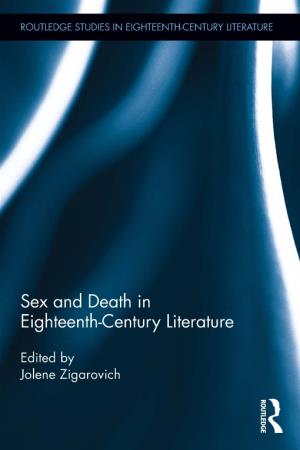 ROUTLEDGE STUDIES IN EIGHTEENTH-CENTURY LITERATURE
Sex and Death in
Eighteenth-Century Literature
Edited by
Jolene Zigarovich
ROUTLEDGE